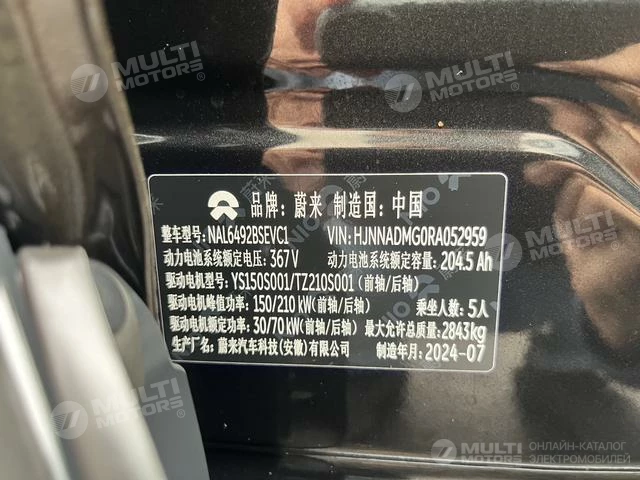 MULTI MOTORS
MULTI MOTORS
品牌: 蔚来 制造国: 中国
整车型号: NAL6492BSEVC1 VIN: HJNNADMG0RA052959
动力电池系统额定电压: 367 V 动力电池系统额定容量: 204.5 Ah
驱动电机型号: YS150S001/TZ210S001 (前轴/后轴)
驱动电机峰值功率: 150/210 kW(前轴/后轴) 乘坐人数: 5人
驱动电机额定功率: 30/70 kW(前轴/后轴) 最大允许总质量: 2843kg
生产厂名: 蔚来汽车科技(安徽)有限公司 制造年月: 2024-07
MULTI MOTORS
MULTI MOTORS
MULTI MOTORS
ОНЛАЙН-КАТАЛОГ
ЭЛЕКТРОМОБИЛЕЙ